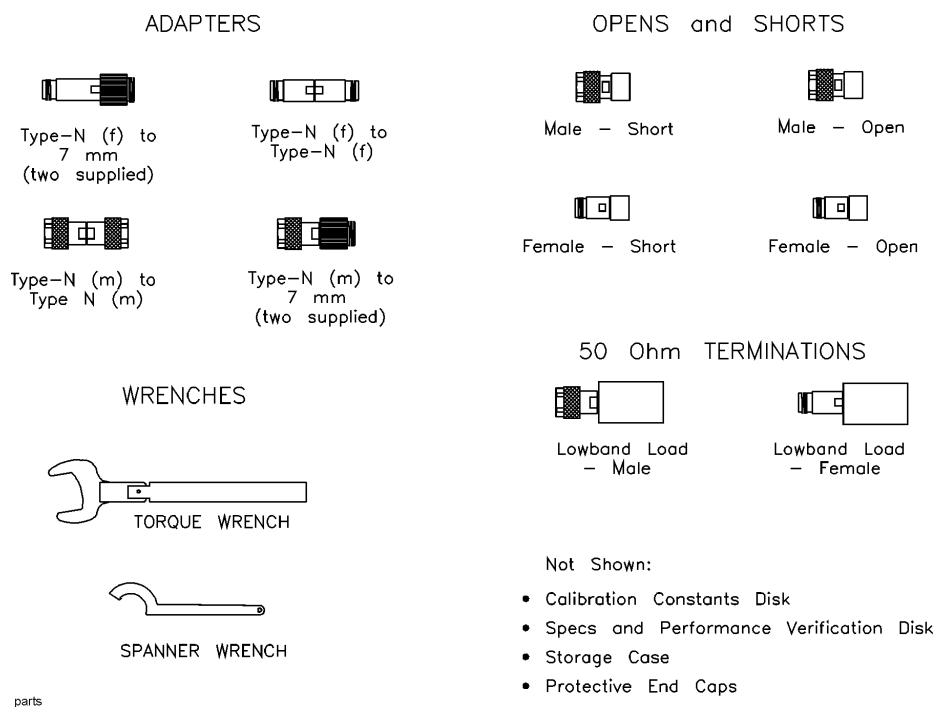 ADAPTERS
Type-N (f) to
7 mm
(two supplied)
Type-N (f) to
Type-N (f)
Type-N (m) to
Type N (m)
Type-N (m) to
7 mm
(two supplied)
WRENCHES
TORQUE WRENCH
SPANNER WRENCH
parts
OPENS and SHORTS
Male - Short
Male - Open
Female - Short
Female - Open
50 Ohm TERMINATIONS
Lowband Load
- Male
Lowband Load
- Female
Not Shown:
• Calibration Constants Disk
• Specs and Performance Verification Disk
• Storage Case
• Protective End Caps